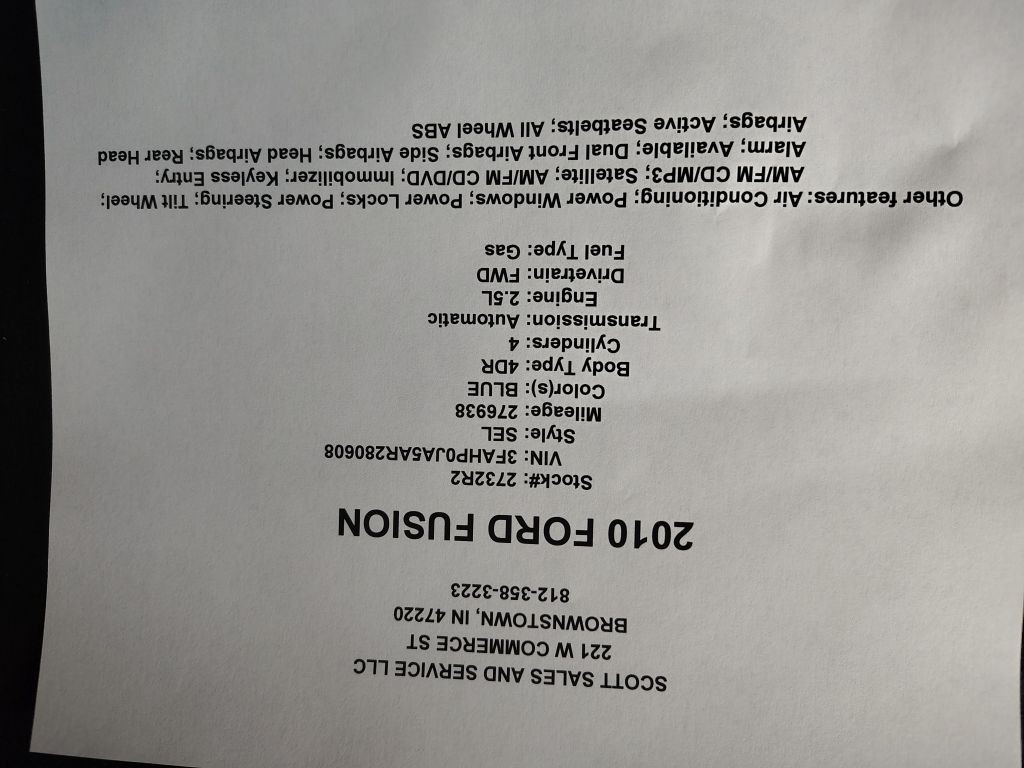 SCOTT SALES AND SERVICE LLC
221 W COMMERCE ST
BROWNSTOWN, IN 47220
812-358-3223
2010 FORD FUSION
Stock#: 2732R2
VIN: 3FAHP0JA5AR280608
Style: SEL
Mileage: 276938
Color(s): BLUE
Body Type: 4DR
Cylinders: 4
Transmission: Automatic
Engine: 2.5L
Drivetrain: FWD
Fuel Type: Gas
Other features: Air Conditioning; Power Windows; Power Locks; Power Steering; Tilt Wheel;
AM/FM CD/MP3; Satellite; AM/FM CD/DVD; Immobilizer; Keyless Entry;
Alarm; Available; Dual Front Airbags; Side Airbags; Head Airbags; Rear Head
Airbags; Active Seatbelts; All Wheel ABS